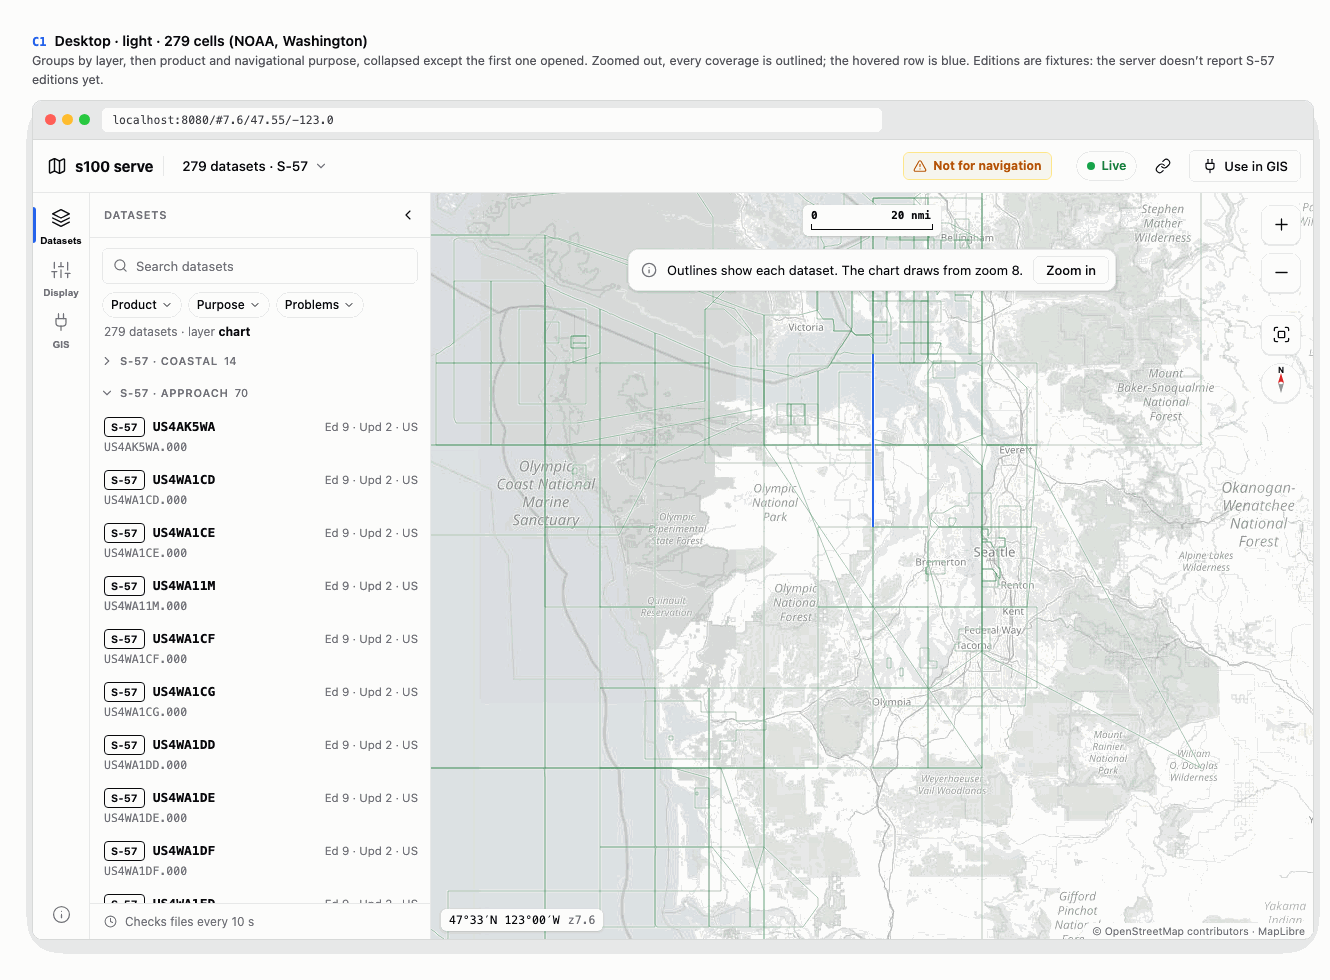 C1 Desktop · light · 279 cells (NOAA, Washington)
Groups by layer, then product and navigational purpose, collapsed except the first one opened. Zoomed out, every coverage is outlined; the hovered row is blue. Editions are fixtures: the server doesn’t report S-57
editions yet.
localhost:8080/#7.6/47.55/−123.0
s100 serve
279 datasets · S-57
Not for navigation
Live
Use in GIS
Datasets
Display
GIS
DATASETS
Search datasets
Product
Purpose
Problems
279 datasets · layer chart
S-57 · COASTAL 14
S-57 · APPROACH 70
S-57 US4AK5WA Ed 9 · Upd 2 · US
US4AK5WA.000
S-57 US4WA1CD Ed 9 · Upd 2 · US
US4WA1CD.000
S-57 US4WA1CE Ed 9 · Upd 2 · US
US4WA1CE.000
S-57 US4WA11M Ed 9 · Upd 2 · US
US4WA11M.000
S-57 US4WA1CF Ed 9 · Upd 2 · US
US4WA1CF.000
S-57 US4WA1CG Ed 9 · Upd 2 · US
US4WA1CG.000
S-57 US4WA1DD Ed 9 · Upd 2 · US
US4WA1DD.000
S-57 US4WA1DE Ed 9 · Upd 2 · US
US4WA1DE.000
S-57 US4WA1DF Ed 9 · Upd 2 · US
US4WA1DF.000
Checks files every 10 s
0 20 nmi
Outlines show each dataset. The chart draws from zoom 8.
Zoom in
N
Bellingham
Stephen
Mather
Wilderness
Victoria
Mount
Baker-Snoqualmie
National
Forest
Everett
Olympic
Coast National
Marine
Sanctuary
Olympic
National
Park
Olympic
Experimental
State Forest
Okanogan-
Wenatchee
National
Forest
Seattle
Bremerton
Alpine Lakes
Wilderness
Renton
Olympic
National
Forest
Quinault
Reservation
Kent
Federal Way
Tacoma
Olympia
Mount
Rainier
National
Park
William
O. Douglas
Wilderness
Weyerhaeuser
Vail Woodlands
Gifford
Pinchot
Yakama
Indian
47°33′N 123°00′W z7.6
© OpenStreetMap contributors · MapLibre